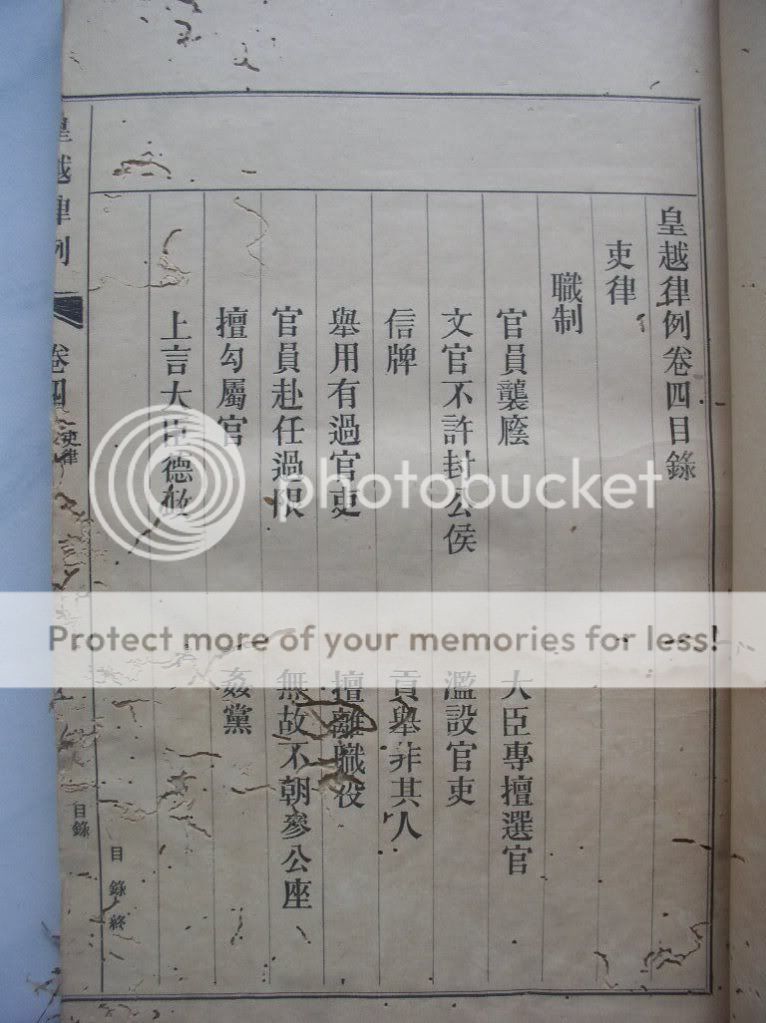 皇越律例卷四目錄
吏律
職制
官員襲廕 大臣專擅選官
文官不許封公侯 濫設官吏
信牌 貢舉非其人
舉用有過官吏 擅離職役
官員赴任過限 無故不朝參公座
擅勾屬官 姦黨
上言大臣德政
目錄終
皇越律例 卷四 吏律 目錄
photobucket
Protect more of your memories for less!